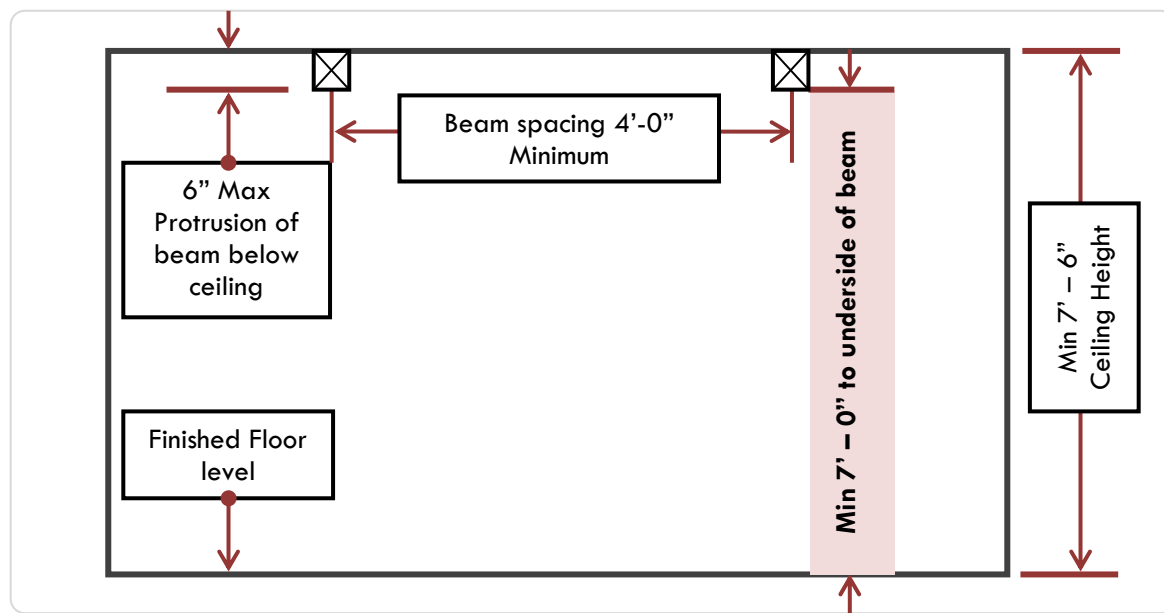 Beam spacing 4’-0”
Minimum
6” Max
Protrusion of
beam below
ceiling
Finished Floor
level
Min 7’ – 0” to underside of beam
Min 7’ – 6”
Ceiling Height